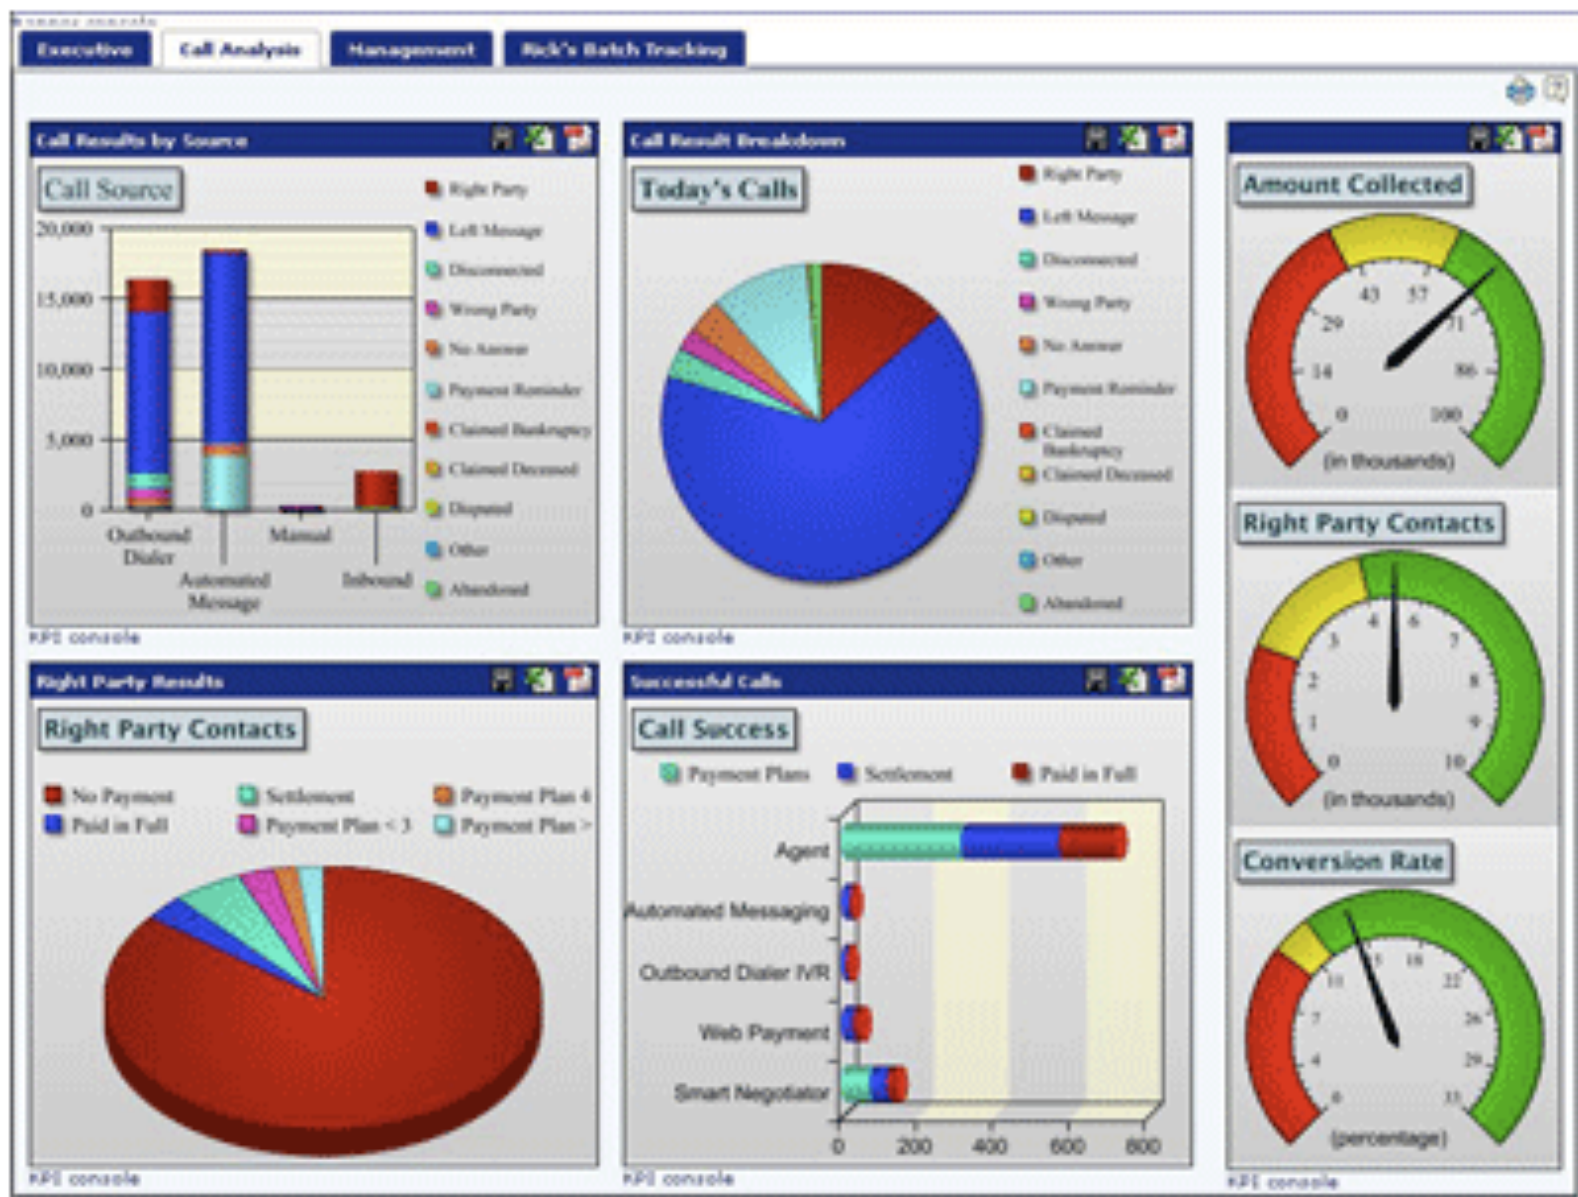 Executive
Call Analysis
Management
Rick's Batch Tracking
Call Results by Source
Call Source
20,000
15,000
10,000
5,000
0
Outbound
Dialer
Automated
Message
Manual
Inbound
Right Party
Left Message
Disconnected
Wrong Party
No Answer
Payment Reminder
Claimed Bankruptcy
Claimed Deceased
Disputed
Other
Abandoned
KPI console
Call Result Breakdown
Today's Calls
Right Party
Left Message
Disconnected
Wrong Party
No Answer
Payment Reminder
Claimed
Bankruptcy
Claimed Deceased
Disputed
Other
Abandoned
KPI console
Amount Collected
0
14
29
43
57
71
86
100
(in thousands)
Right Party Contacts
0
1
2
3
4
6
7
8
9
10
(in thousands)
Conversion Rate
0
4
7
11
18
22
26
29
33
(percentage)
KPI console
Right Party Results
Right Party Contacts
No Payment
Settlement
Payment Plan 4
Paid in Full
Payment Plan < 3
Payment Plan >
KPI console
Successful Calls
Call Success
Payment Plans
Settlement
Paid in Full
Agent
Automated Messaging
Outbound Dialer IVR
Web Payment
Smart Negotiator
0
200
400
600
800
KPI console